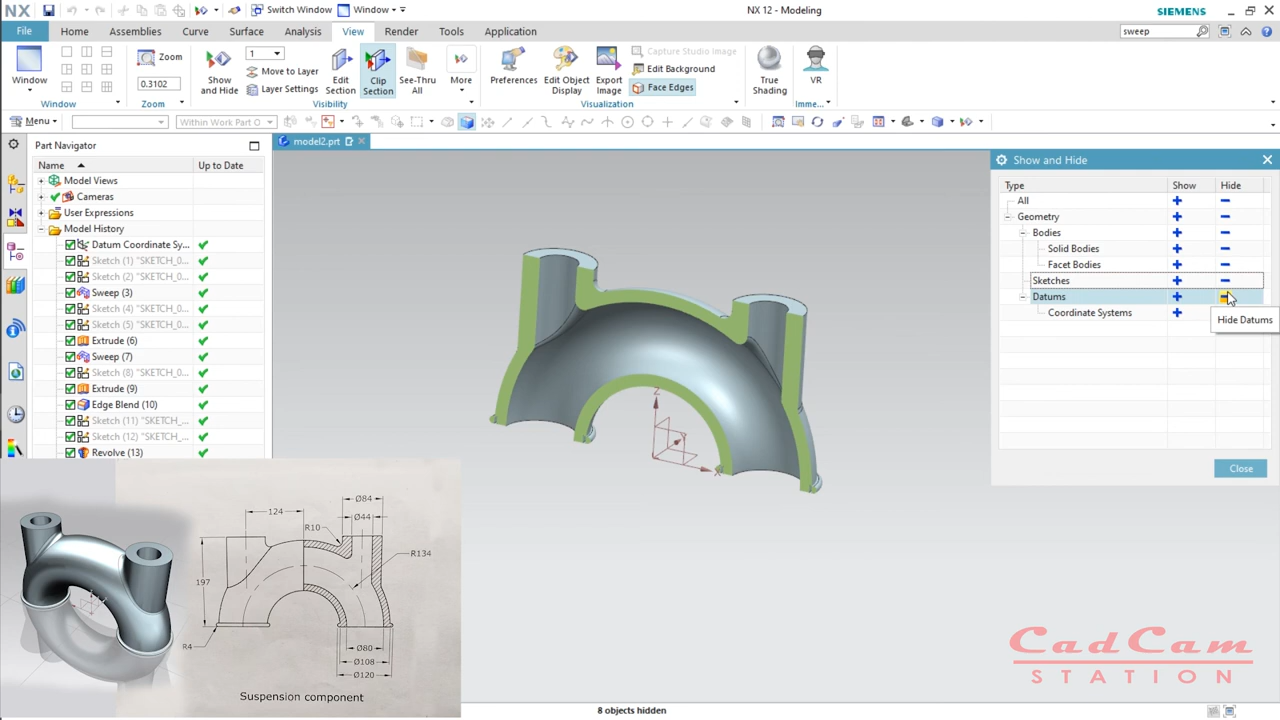 NX
Switch Window
Window
NX 12 - Modeling
SIEMENS
File
Home
Assemblies
Curve
Surface
Analysis
View
Render
Tools
Application
sweep
Window
Window
Zoom
0.3102
Zoom
Show and Hide
1
Move to Layer
Layer Settings
Edit Section
Clip Section
See-Thru All
More
Visibility
Preferences
Edit Object Display
Export Image
Capture Studio Image
Edit Background
Face Edges
Visualization
True Shading
VR
Imme...
Menu
Within Work Part O
model2.prt
Part Navigator
Name
Up to Date
Model Views
Cameras
User Expressions
Model History
Datum Coordinate Sy...
Sketch (1) "SKETCH_0...
Sketch (2) "SKETCH_0...
Sweep (3)
Sketch (4) "SKETCH_0...
Sketch (5) "SKETCH_0...
Extrude (6)
Sweep (7)
Sketch (8) "SKETCH_0...
Extrude (9)
Edge Blend (10)
Sketch (11) "SKETCH_...
Sketch (12) "SKETCH_...
Revolve (13)
Z
Y
X
Show and Hide
Type
Show
Hide
All
Geometry
Bodies
Solid Bodies
Facet Bodies
Sketches
Datums
Coordinate Systems
Hide Datums
Close
Ø84
Ø44
124
R10
R134
197
R4
Ø80
Ø108
Ø120
Suspension component
CadCam
STATION
8 objects hidden